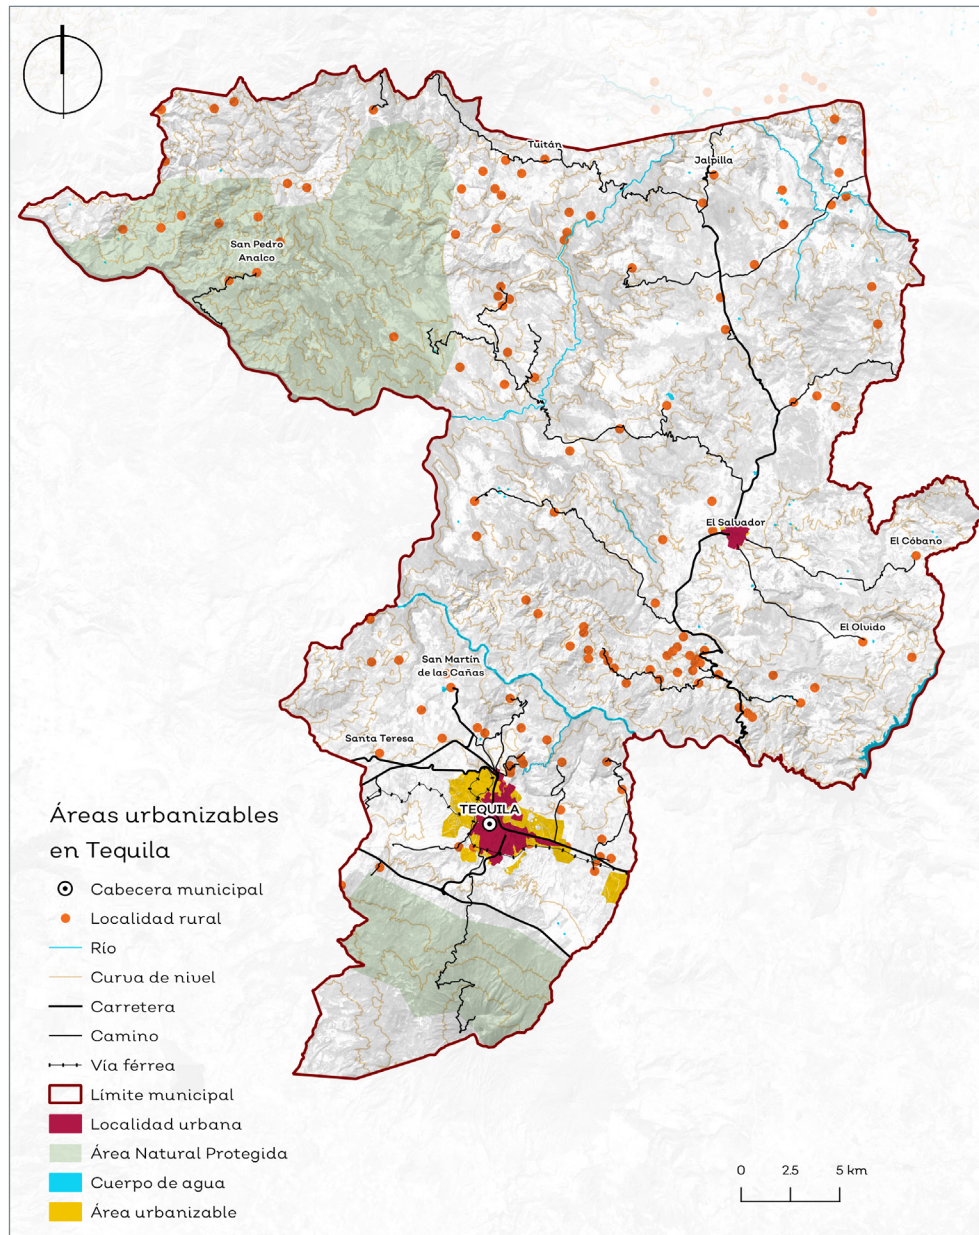 Tuitán
Jalpilla
San Pedro
Analco
El Salvador
El Cóbano
El Olvido
San Martín
de las Cañas
Santa Teresa
TEQUILA
Áreas urbanizables
en Tequila
Cabecera municipal
Localidad rural
Río
Curva de nivel
Carretera
Camino
Vía férrea
Límite municipal
Localidad urbana
Área Natural Protegida
Cuerpo de agua
Área urbanizable
0 2.5 5 km